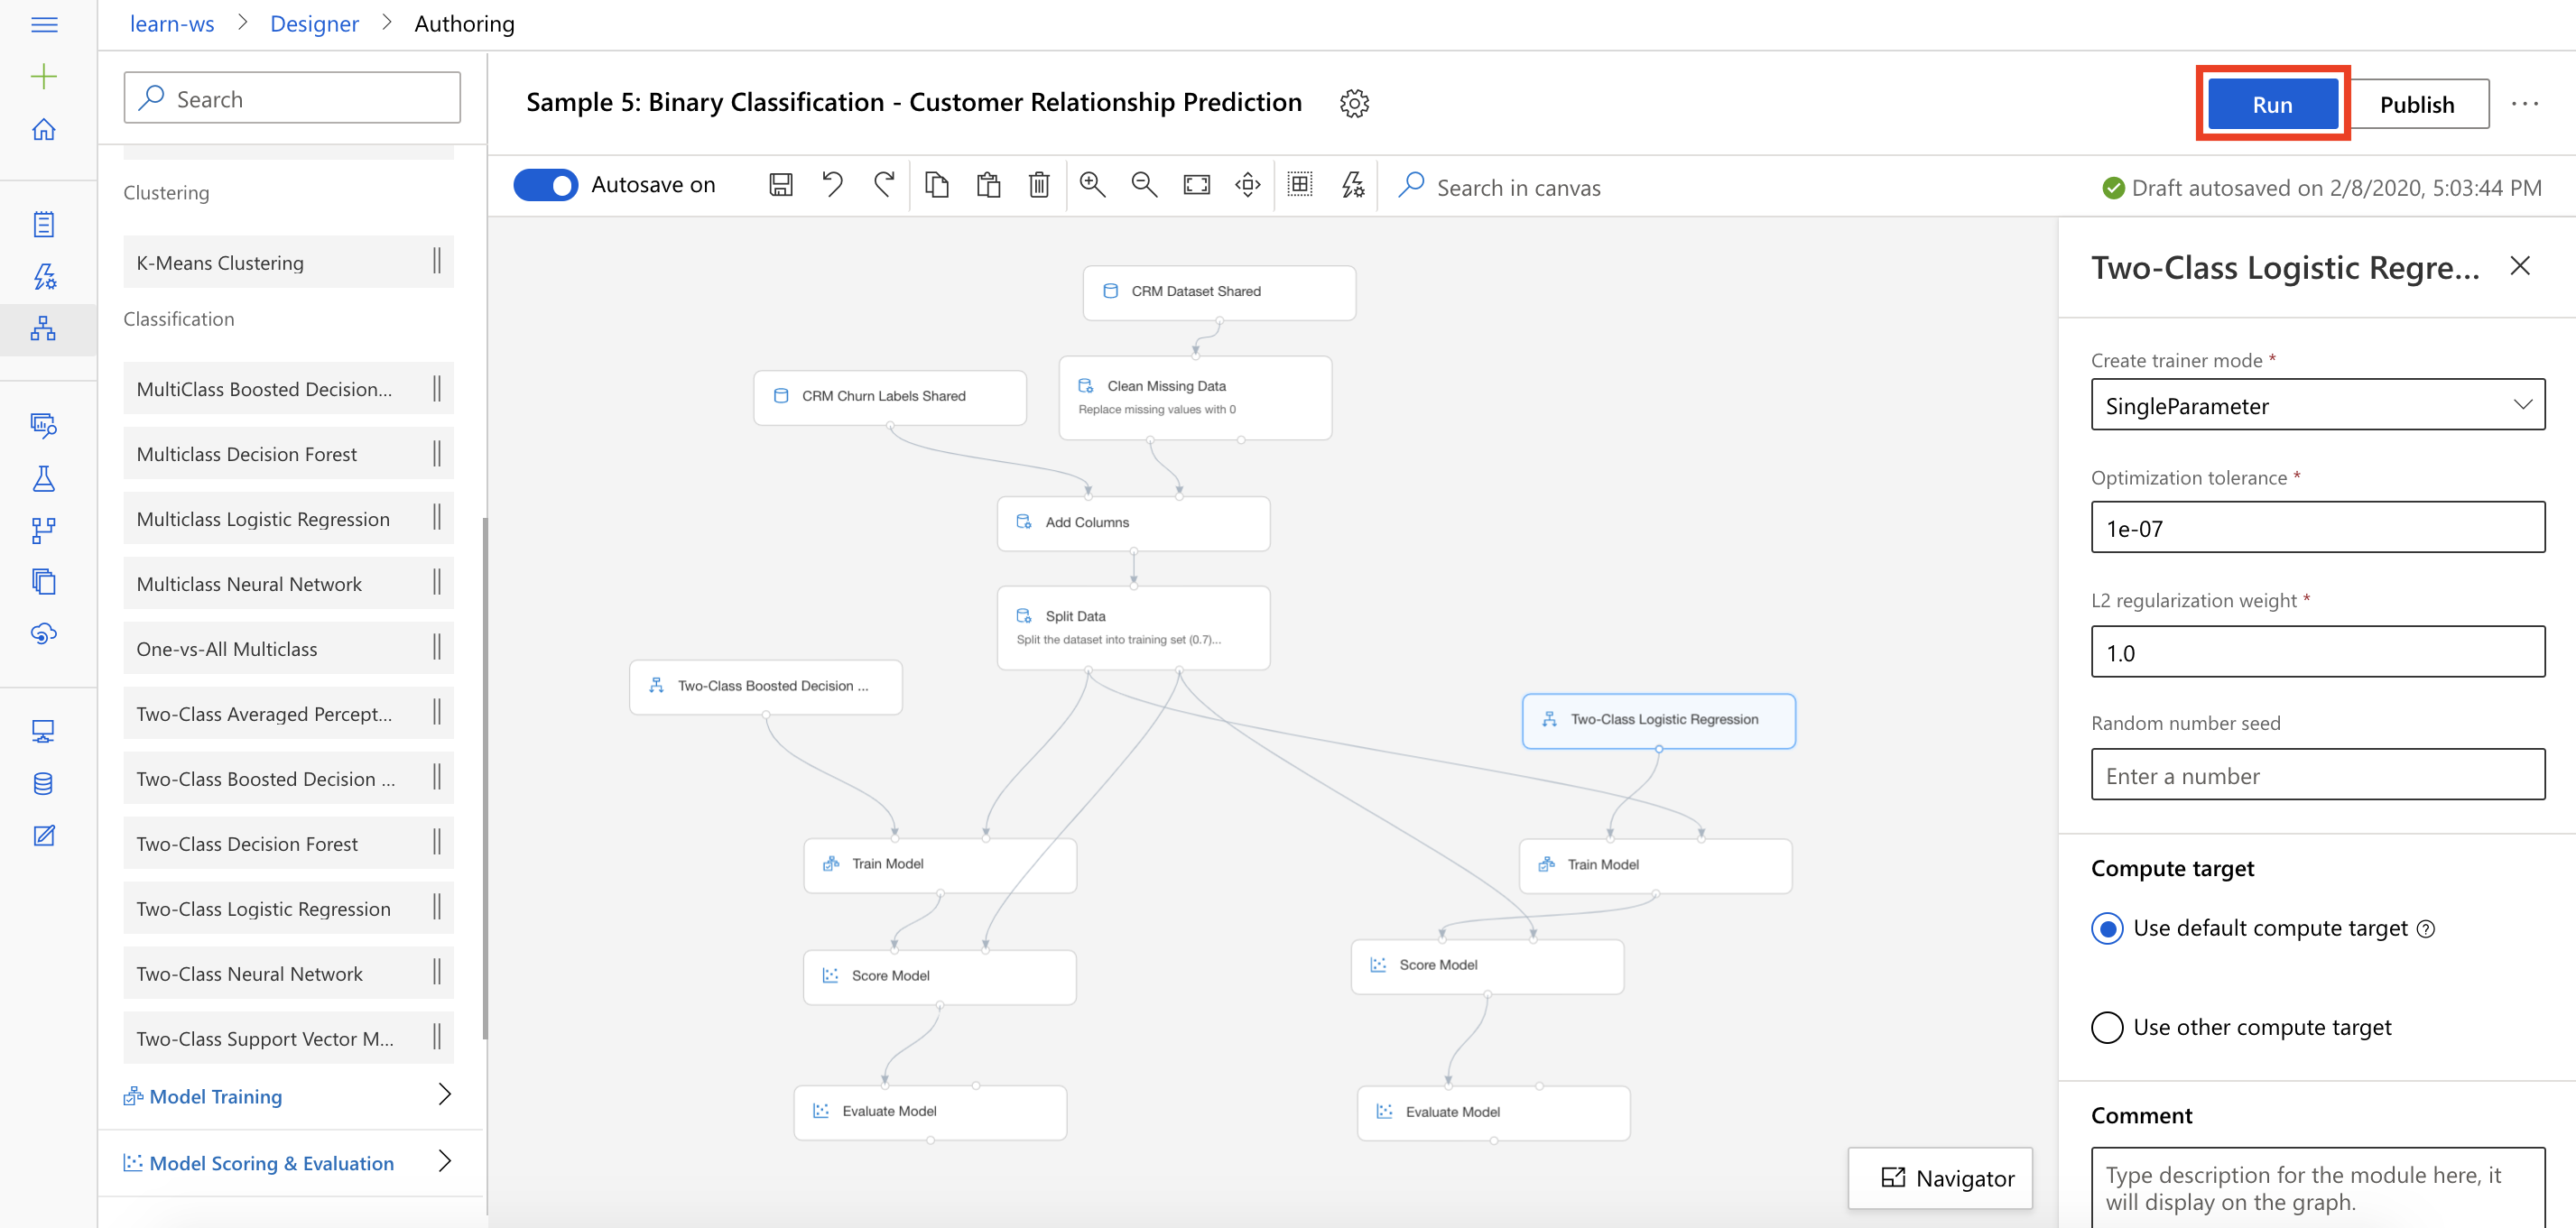 learn-ws > Designer > Authoring
Search
Clustering
K-Means Clustering
Classification
MultiClass Boosted Decision...
Multiclass Decision Forest
Multiclass Logistic Regression
Multiclass Neural Network
One-vs-All Multiclass
Two-Class Averaged Percept...
Two-Class Boosted Decision ...
Two-Class Decision Forest
Two-Class Logistic Regression
Two-Class Neural Network
Two-Class Support Vector M...
Model Training
Model Scoring & Evaluation
Sample 5: Binary Classification - Customer Relationship Prediction
Run
Publish
...
Autosave on
Search in canvas
Draft autosaved on 2/8/2020, 5:03:44 PM
CRM Dataset Shared
CRM Churn Labels Shared
Clean Missing Data
Replace missing values with 0
Add Columns
Split Data
Split the dataset into training set (0.7)...
Two-Class Boosted Decision ...
Two-Class Logistic Regression
Train Model
Train Model
Score Model
Score Model
Evaluate Model
Evaluate Model
Navigator
Two-Class Logistic Regre...
Create trainer mode *
SingleParameter
Optimization tolerance *
1e-07
L2 regularization weight *
1.0
Random number seed
Enter a number
Compute target
Use default compute target
Use other compute target
Comment
Type description for the module here, it
will display on the graph.